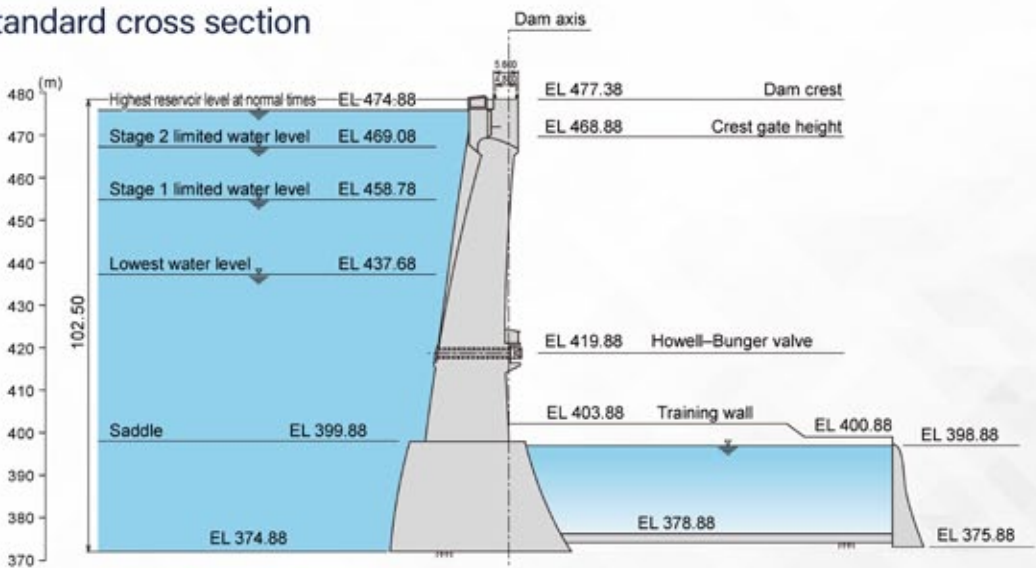 tandard cross section
Dam axis
(m)
5.600
480
Highest reservoir level at normal times EL 474.88
EL 477.38 Dam crest
470
Stage 2 limited water level EL 469.08
EL 468.88 Crest gate height
460
Stage 1 limited water level EL 458.78
450
440
Lowest water level EL 437.68
430
102.50
420
EL 419.88 Howell–Bunger valve
410
EL 403.88 Training wall
EL 400.88
400
Saddle EL 399.88
EL 398.88
390
380
EL 374.88
EL 378.88
EL 375.88
370